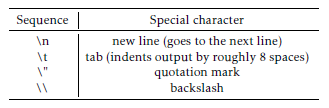 Sequence Special character
\n new line (goes to the next line)
\t tab (indents output by roughly 8 spaces)
\" quotation mark
\\ backslash